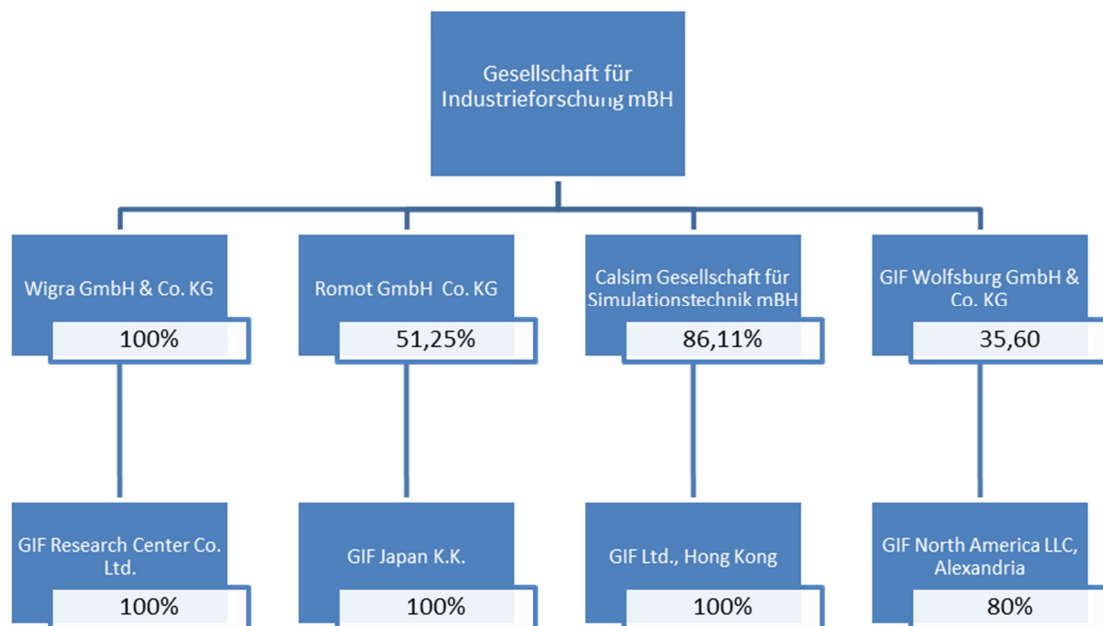 Gesellschaft für
Industrieforschung mBH
Wigra GmbH & Co. KG
100%
Romot GmbH Co. KG
51,25%
Calsim Gesellschaft für
Simulationstechnik mBH
86,11%
GIF Wolfsburg GmbH &
Co. KG
35,60
GIF Research Center Co.
Ltd.
100%
GIF Japan K.K.
100%
GIF Ltd., Hong Kong
100%
GIF North America LLC,
Alexandria
80%